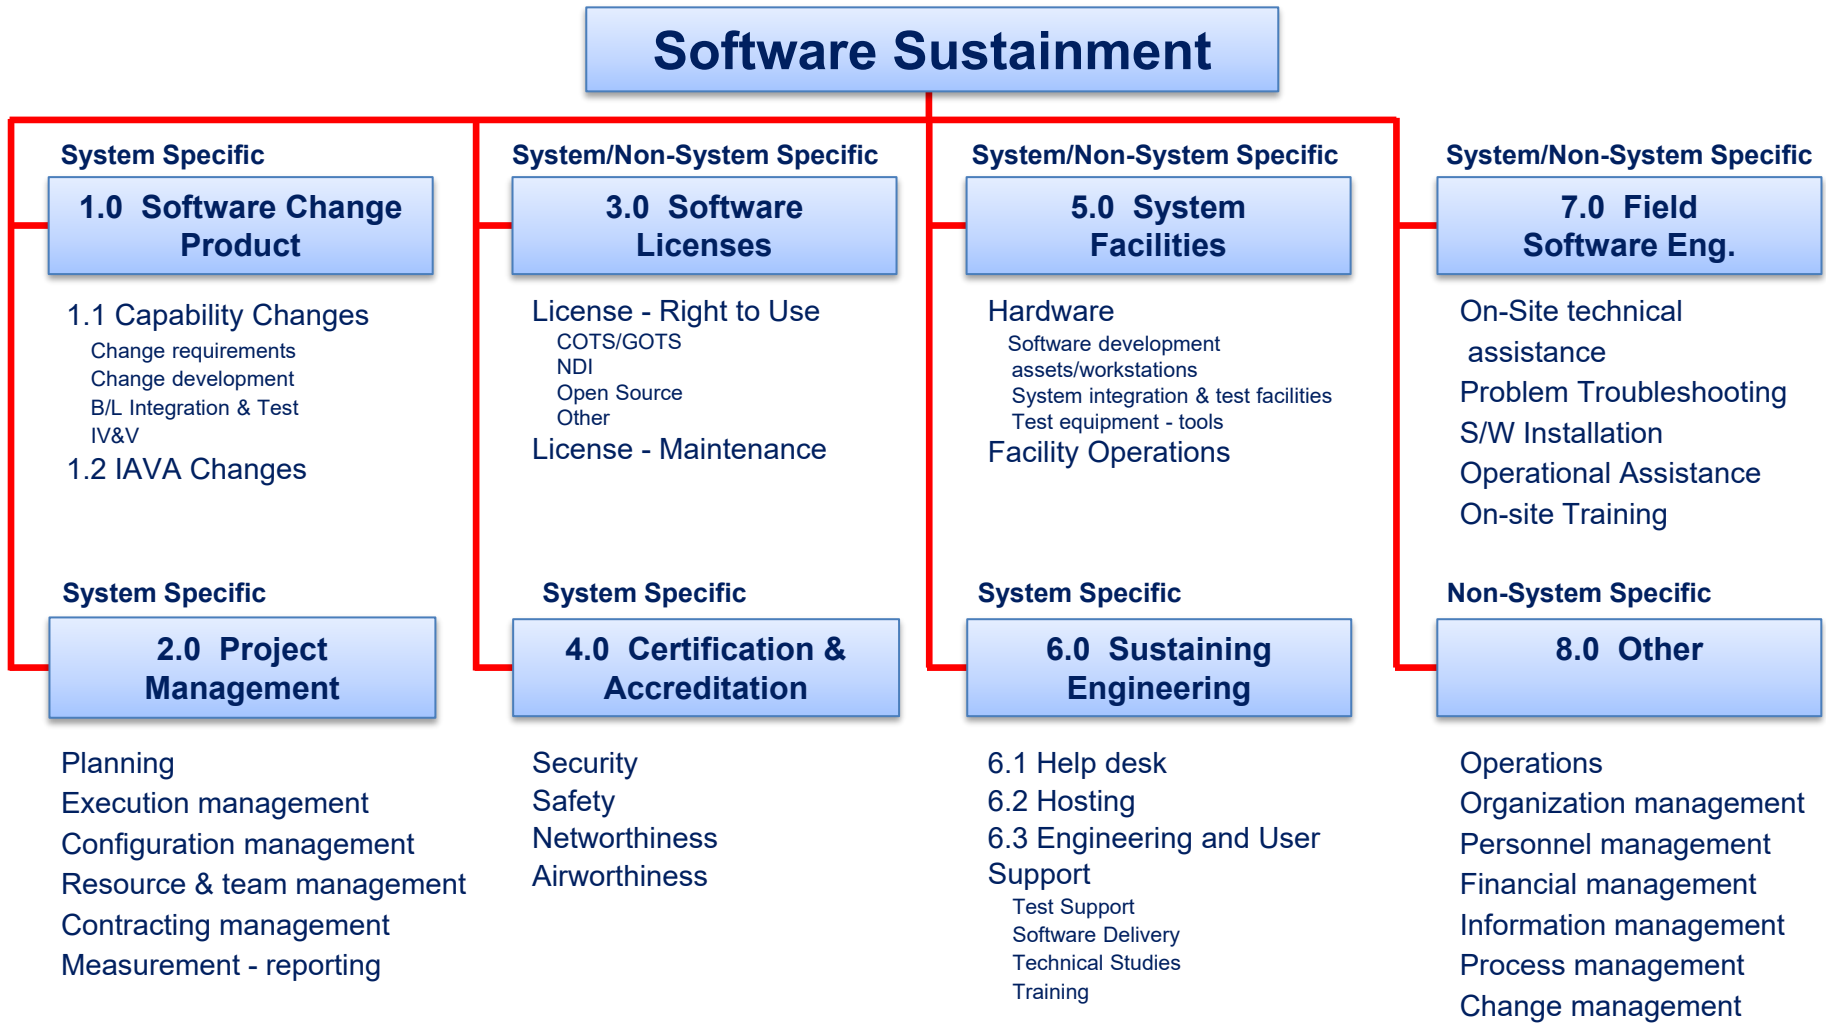 Software Sustainment
System Specific
1.0 Software Change
Product
1.1 Capability Changes
Change requirements
Change development
B/L Integration & Test
IV&V
1.2 IAVA Changes
System Specific
2.0 Project
Management
Planning
Execution management
Configuration management
Resource & team management
Contracting management
Measurement - reporting
System/Non-System Specific
3.0 Software
Licenses
License - Right to Use
COTS/GOTS
NDI
Open Source
Other
License - Maintenance
System Specific
4.0 Certification &
Accreditation
Security
Safety
Networthiness
Airworthiness
System/Non-System Specific
5.0 System
Facilities
Hardware
Software development
assets/workstations
System integration & test facilities
Test equipment - tools
Facility Operations
System Specific
6.0 Sustaining
Engineering
6.1 Help desk
6.2 Hosting
6.3 Engineering and User
Support
Test Support
Software Delivery
Technical Studies
Training
System/Non-System Specific
7.0 Field
Software Eng.
On-Site technical
assistance
Problem Troubleshooting
S/W Installation
Operational Assistance
On-site Training
Non-System Specific
8.0 Other
Operations
Organization management
Personnel management
Financial management
Information management
Process management
Change management